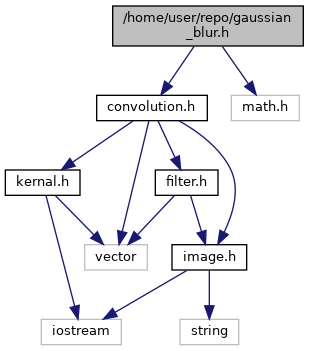 /home/user/repo/gaussian
_blur.h
convolution.h
math.h
kernal.h
filter.h
vector
image.h
iostream
string